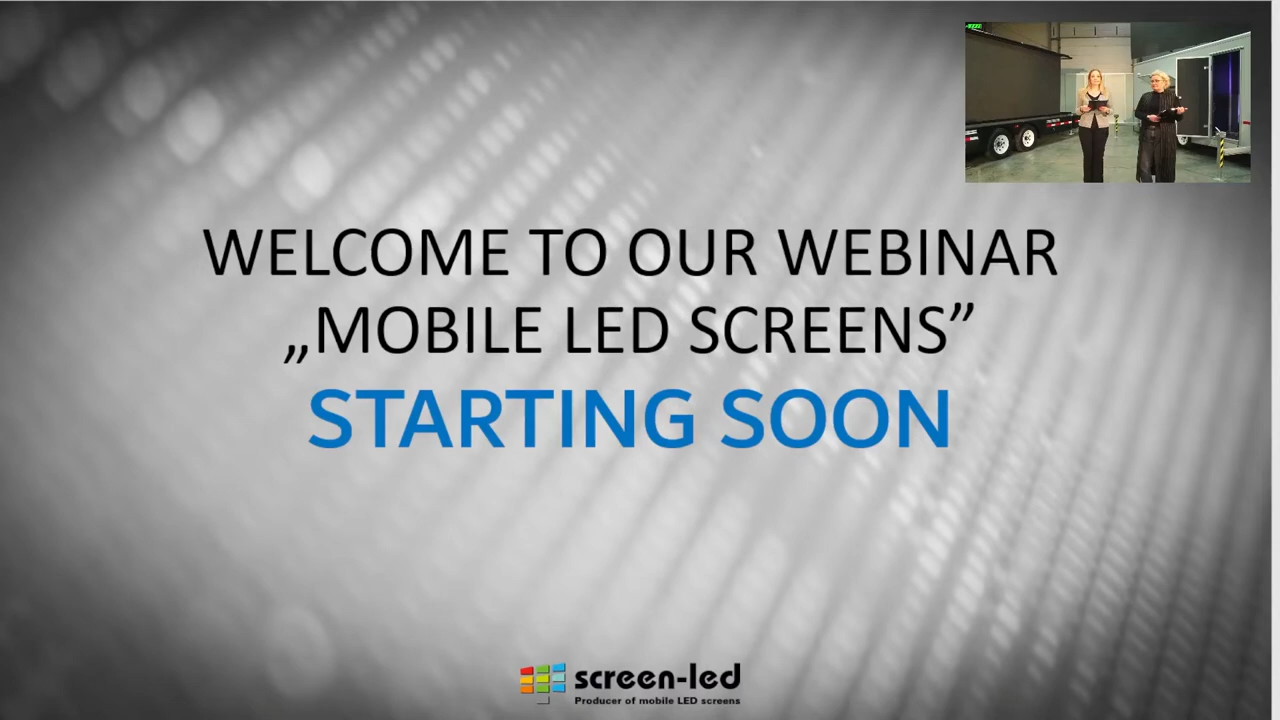 WELCOME TO OUR WEBINAR
„MOBILE LED SCREENS”
STARTING SOON
screen-led
Producer of mobile LED screens